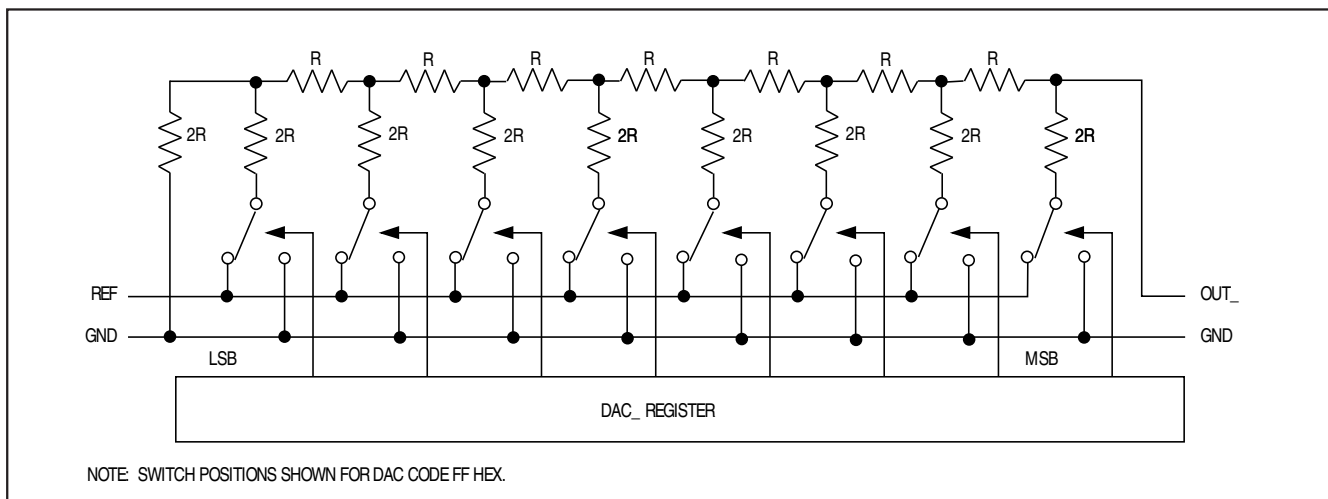 R R R R R R R
2R 2R 2R 2R 2R 2R 2R 2R 2R
REF OUT_
GND GND
LSB MSB
DAC_ REGISTER
NOTE: SWITCH POSITIONS SHOWN FOR DAC CODE FF HEX.